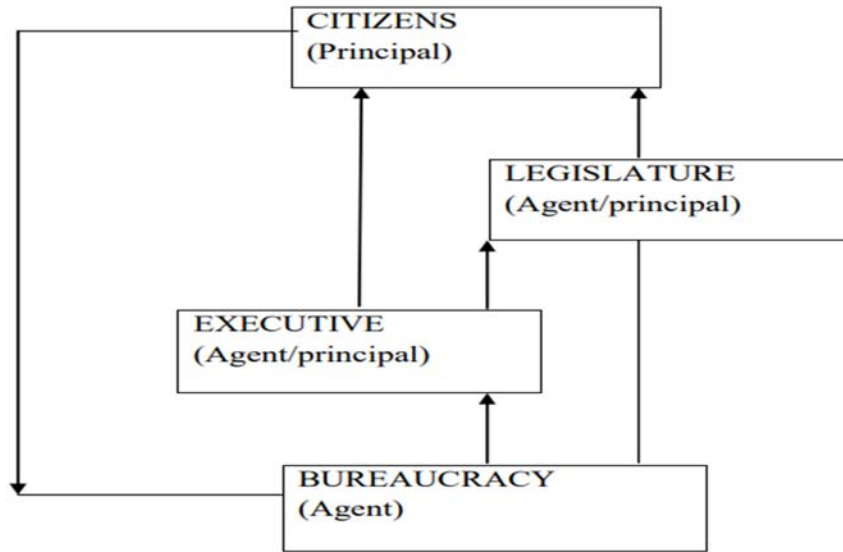 CITIZENS
(Principal)
LEGISLATURE
(Agent/principal)
EXECUTIVE
(Agent/principal)
BUREAUCRACY
(Agent)